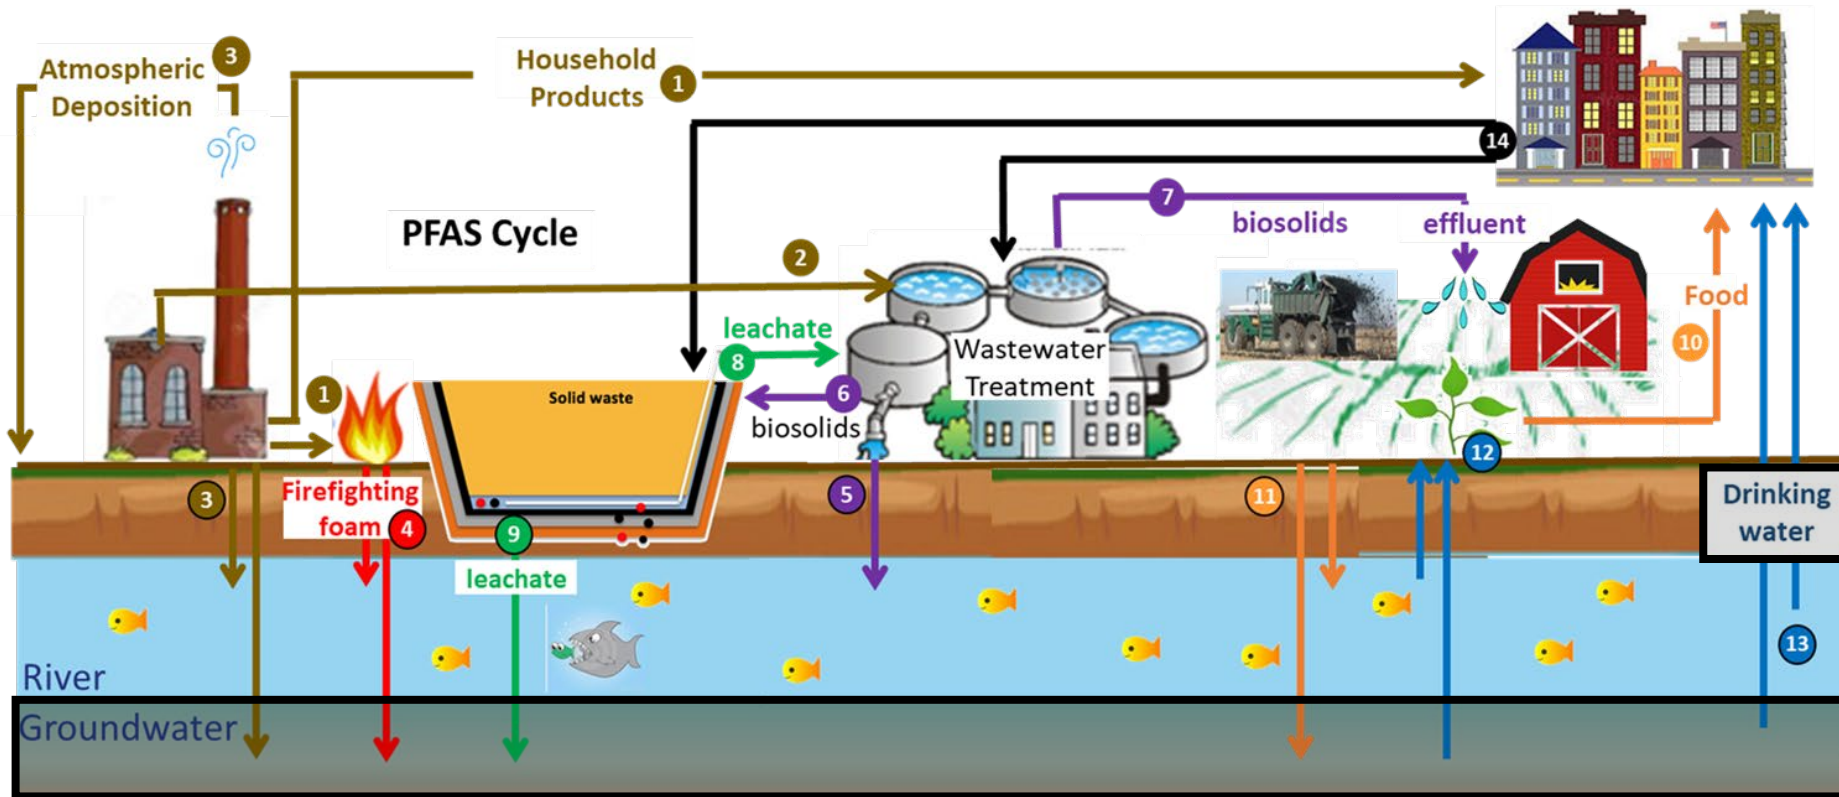 Atmospheric
Deposition
3
Household
Products
1
14
PFAS Cycle
2
7
biosolids
effluent
leachate
8
Wastewater
Treatment
Food
10
1
Solid waste
6
biosolids
12
3
Firefighting
foam
4
9
5
11
Drinking
water
leachate
13
River
Groundwater